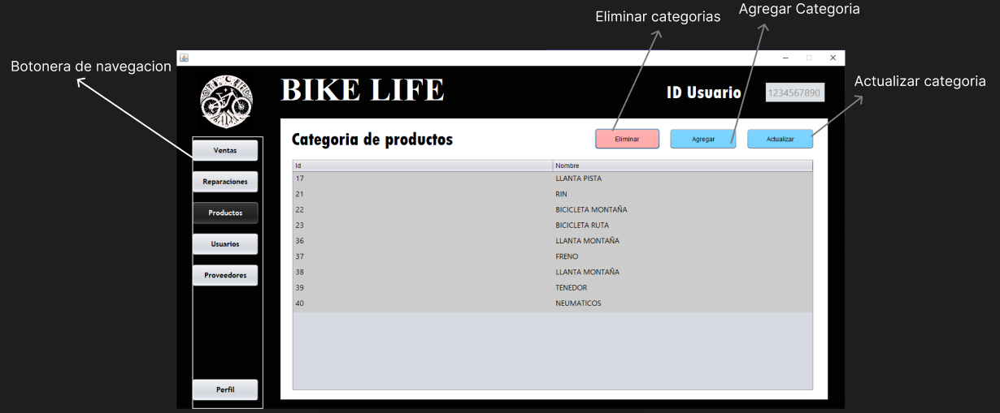 Eliminar categorias
Agregar Categoria
Botonera de navegacion
Actualizar categoria
BIKE LIFE
ID Usuario
1234567890
Categoria de productos
Eliminar
Agregar
Actualizar
Ventas
Reparaciones
Productos
Usuarios
Proveedores
Perfil
Id Nombre
17 LLANTA PISTA
21 RIN
22 BICICLETA MONTAÑA
23 BICICLETA RUTA
36 LLANTA MONTAÑA
37 FRENO
38 LLANTA MONTAÑA
39 TENEDOR
40 NEUMATICOS